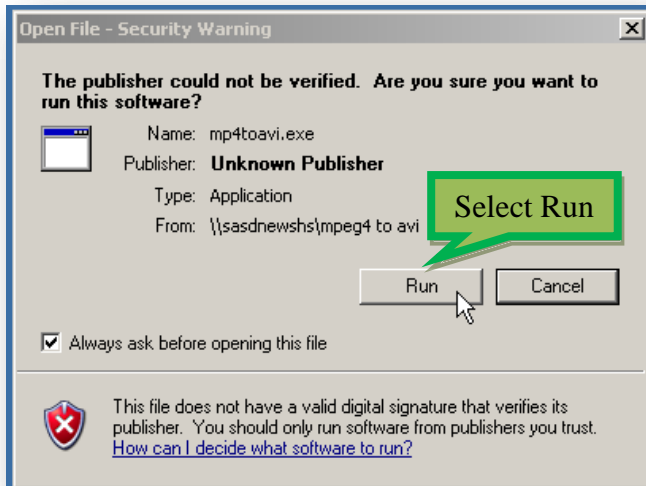 Open File - Security Warning
The publisher could not be verified. Are you sure you want to
run this software?
Name: mp4toavi.exe
Publisher: Unknown Publisher
Type: Application
From: \\sasdnewshs\mpeg4 to avi
Select Run
Run Cancel
Always ask before opening this file
This file does not have a valid digital signature that verifies its
publisher. You should only run software from publishers you trust.
How can I decide what software to run?